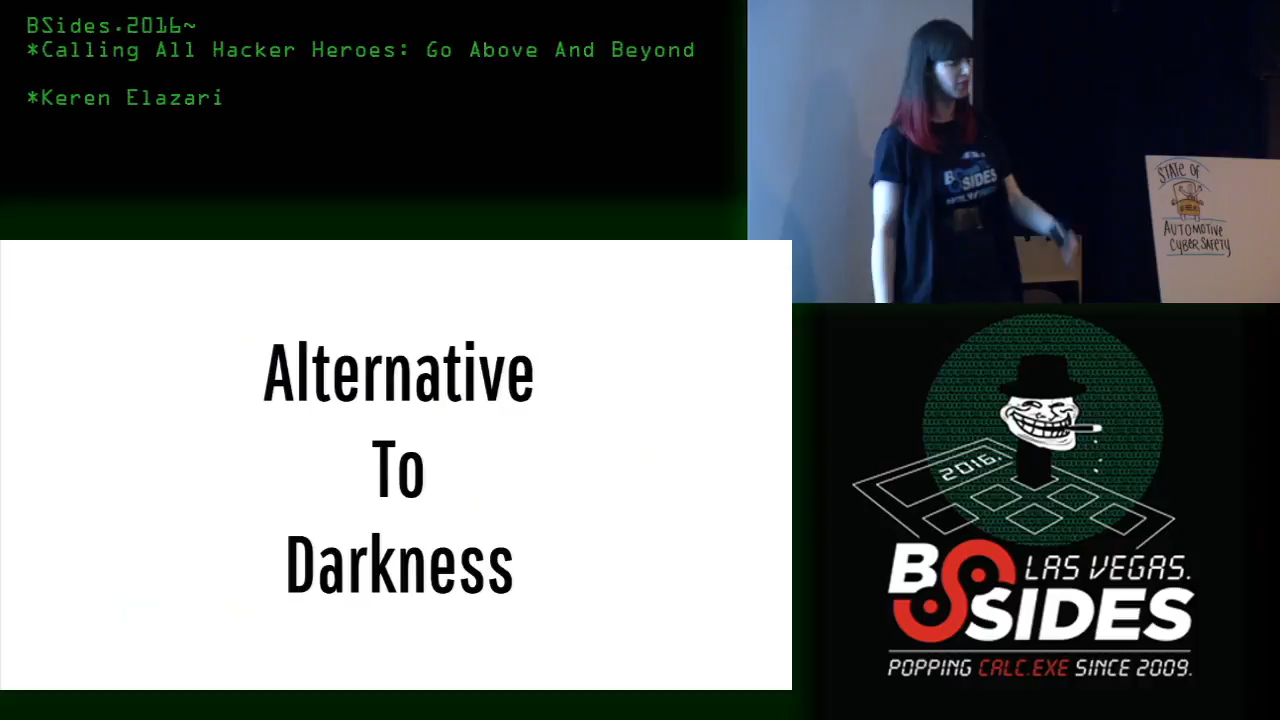 BSides.2016~
*Calling All Hacker Heroes: Go Above And Beyond
*Keren Elazari
B SIDES
STATE OF
AUTOMOTIVE
CYBER SAFETY
Alternative
To
Darkness
2016.
BSIDES
LAS VEGAS.
POPPING CALC.EXE SINCE 2009.